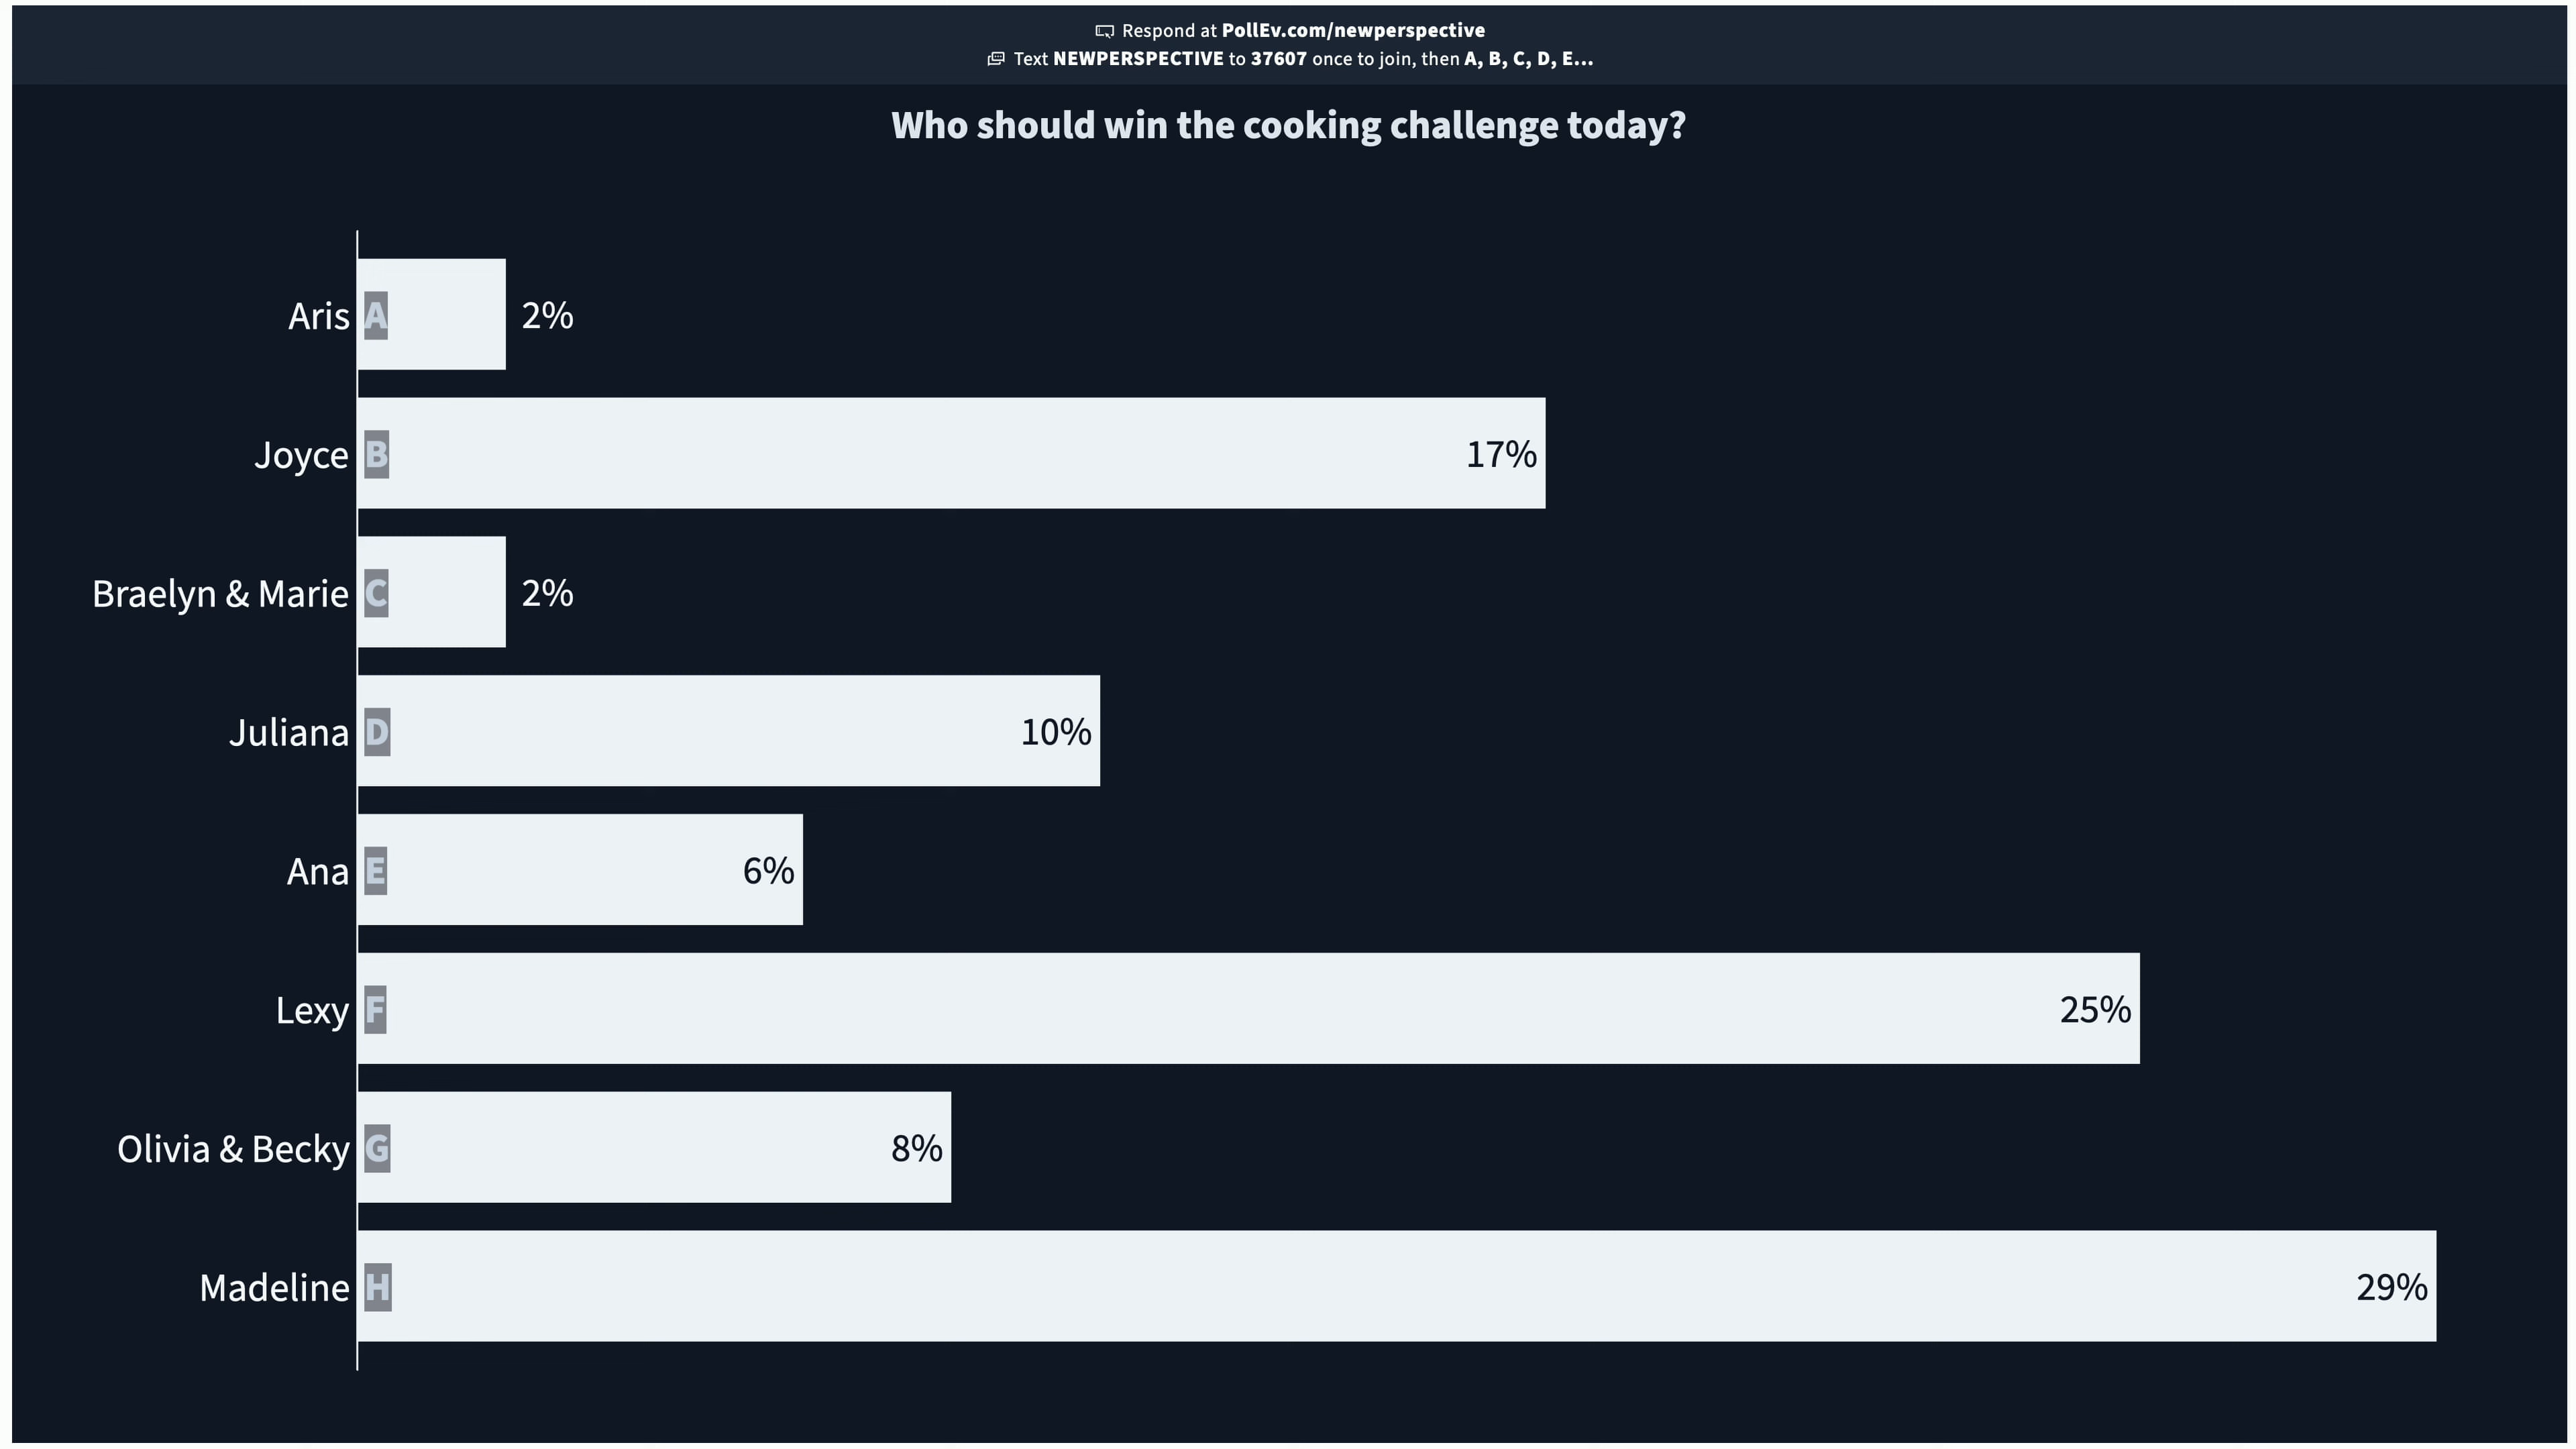 Respond at PollEv.com/newperspective
Text NEWPERSPECTIVE to 37607 once to join, then A, B, C, D, E...
Who should win the cooking challenge today?
Aris A 2%
Joyce B 17%
Braelyn & Marie C 2%
Juliana D 10%
Ana E 6%
Lexy F 25%
Olivia & Becky G 8%
Madeline H 29%